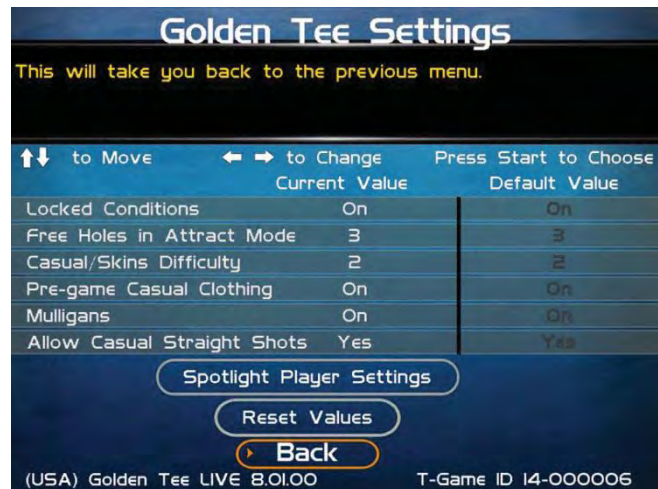 Golden Tee Settings
This will take you back to the previous menu.
to Move to Change Press Start to Choose
Current Value Default Value
Locked Conditions On On
Free Holes in Attract Mode 3 3
Casual/Skins Difficulty 2 2
Pre-game Casual Clothing On On
Mulligans On On
Allow Casual Straight Shots Yes Yes
Spotlight Player Settings
Reset Values
Back
(USA) Golden Tee LIVE 8.01.00 T-Game ID 14-000006